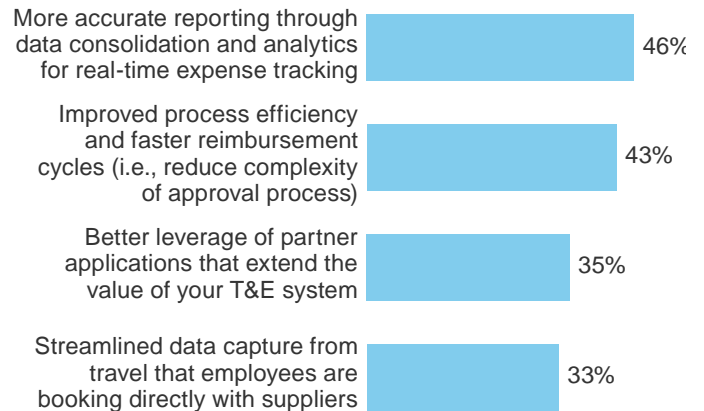 More accurate reporting through
data consolidation and analytics
for real-time expense tracking
46%
Improved process efficiency
and faster reimbursement
cycles (i.e., reduce complexity
of approval process)
43%
Better leverage of partner
applications that extend the
value of your T&E system
35%
Streamlined data capture from
travel that employees are
booking directly with suppliers
33%